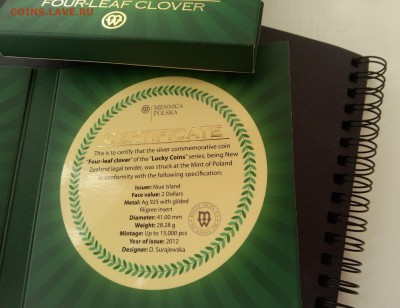 COINS.LAVE.RU
FOUR-LEAF CLOVER
MENNICA
POLSKA
CERTIFICATE
This is to certify that the silver commemorative coin
"Four-leaf clover" of the "Lucky Coins" series, being New
Zealand legal tender, was struck at the Mint of Poland
in conformity with the following specification:
Issuer: Niue Island
Face value: 2 Dollars
Metal: Ag 925 with gilded
filigree insert
Diameter: 41.00 mm
Weight: 28.28 g
Mintage: Up to 15,000 pcs
Year of issue: 2012
Designer: D. Surajewska